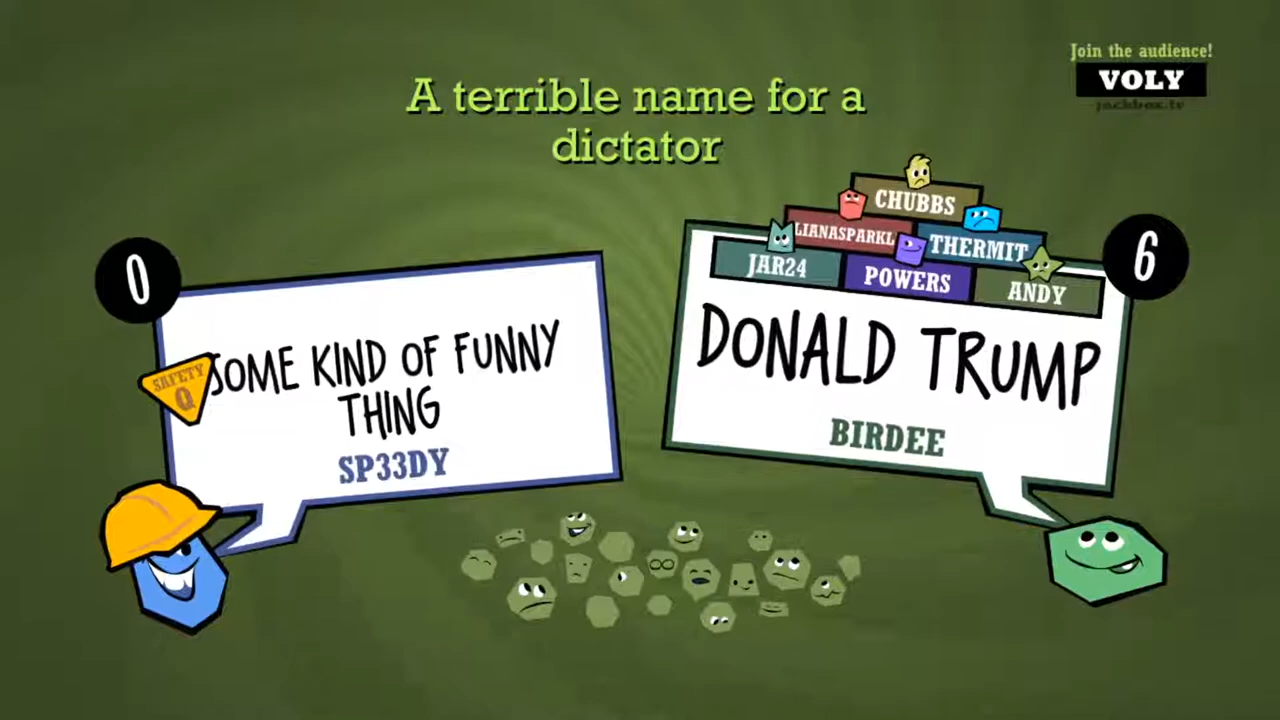 Join the audience!
VOLY
jackbox.tv
A terrible name for a
dictator
CHUBBS
LIANASPARKL
THERMIT
JAR24
POWERS
ANDY
0
6
SAFETY
Q
SOME KIND OF FUNNY
THING
SP33DY
DONALD TRUMP
BIRDEE